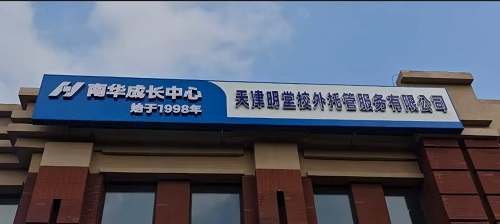 南华成长中心
始于1998年
天津明堂校外托管服务有限公司